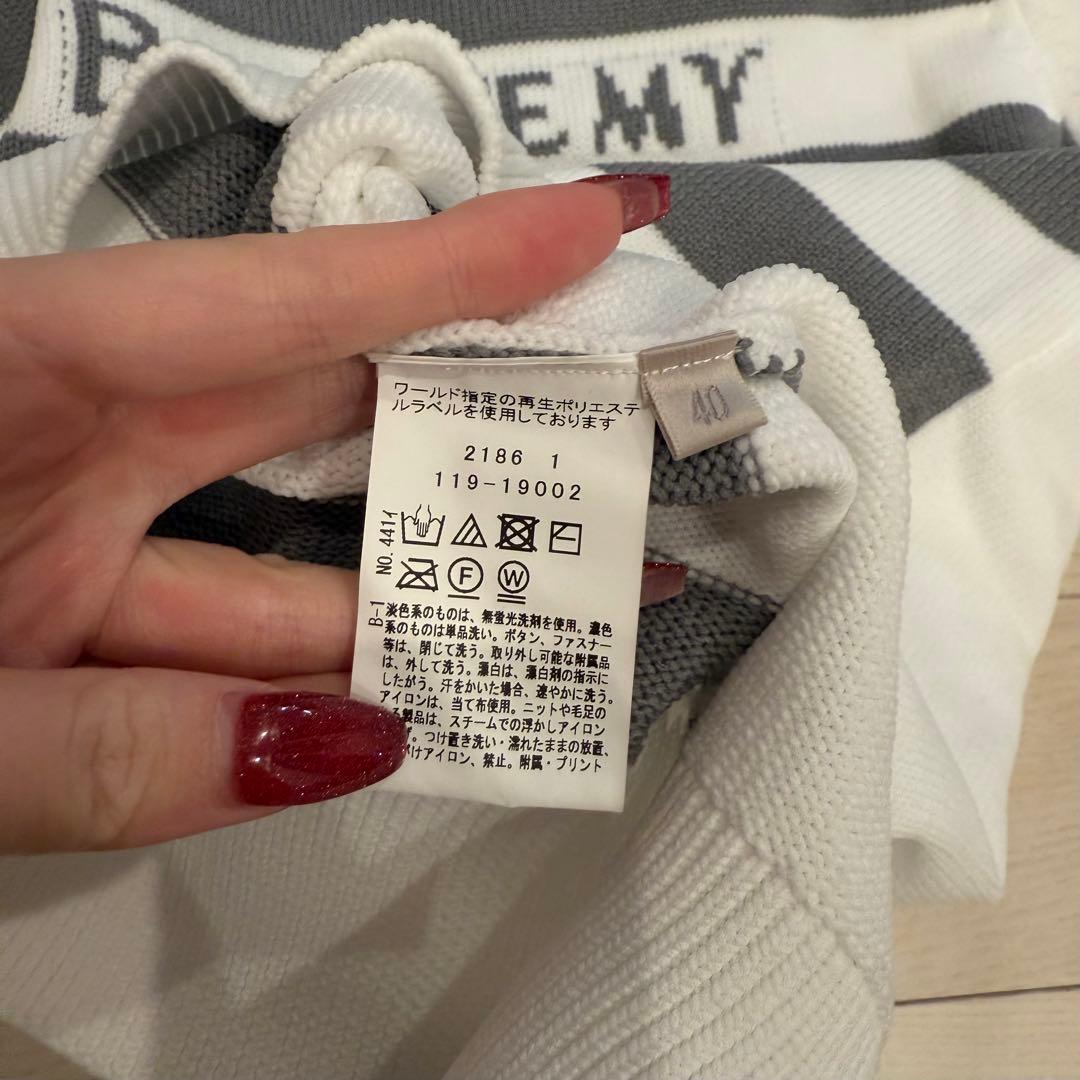 EMY
ワールド指定の再生ポリエステ
ルラベルを使用しております
40
2186 1
119-19002
NO. 441イ
F W
B-1
淡色系のものは、無蛍光洗剤を使用。濃色
系のものは単品洗い。ボタン、ファスナー
等は、閉じて洗う。取り外し可能な附属品
は、外して洗う。漂白は、漂白剤の指示に
したがう。汗をかいた場合、速やかに洗う。
アイロンは、当て布使用。ニットや毛足の
る製品は、スチームでの浮かしアイロン
。つけ置き洗い・濡れたままの放置、
けアイロン、禁止。附属・プリント